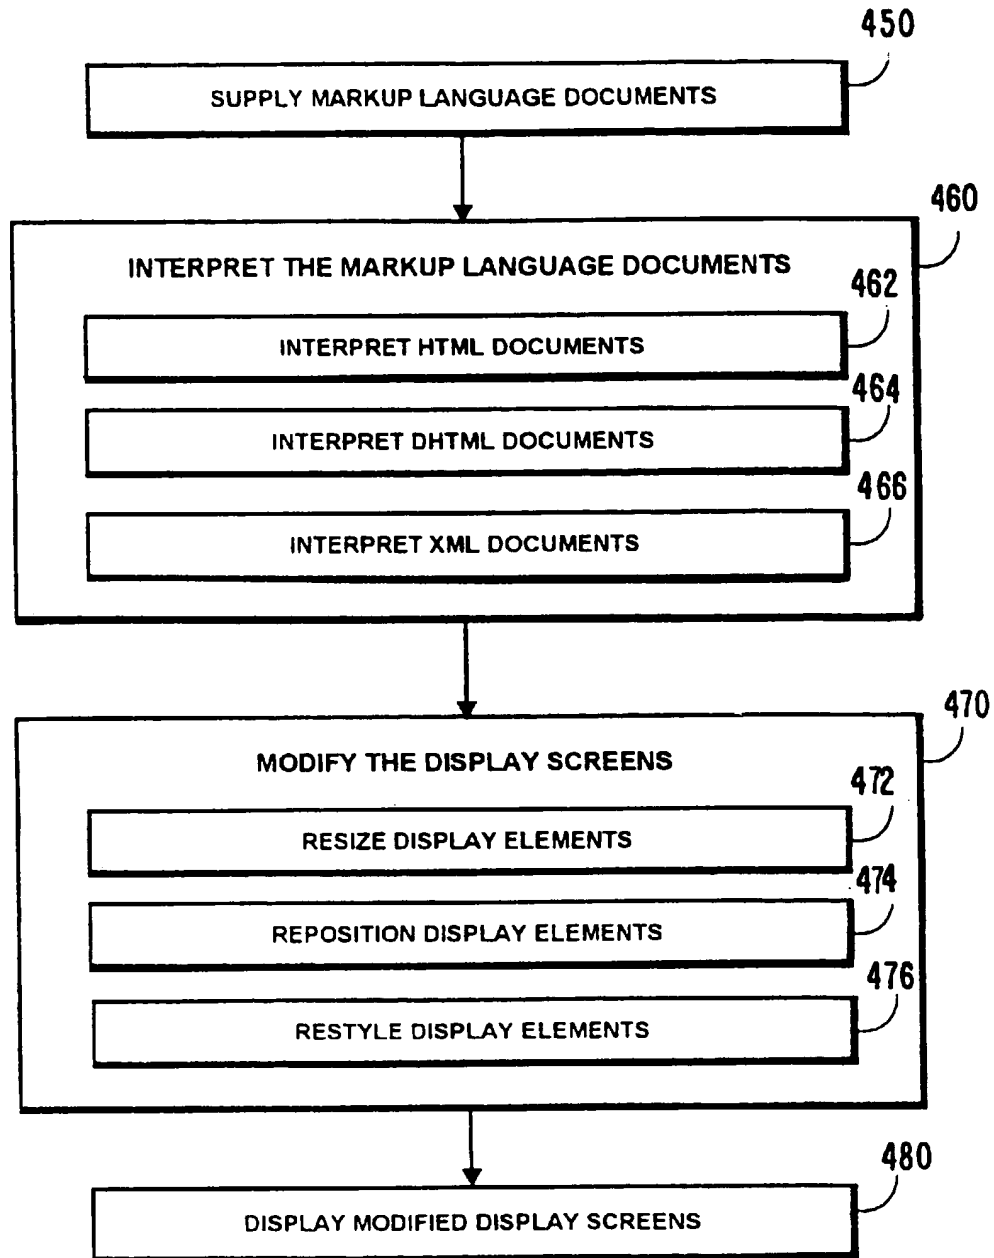 450
SUPPLY MARKUP LANGUAGE DOCUMENTS
460
INTERPRET THE MARKUP LANGUAGE DOCUMENTS
462
INTERPRET HTML DOCUMENTS
464
INTERPRET DHTML DOCUMENTS
466
INTERPRET XML DOCUMENTS
470
MODIFY THE DISPLAY SCREENS
472
RESIZE DISPLAY ELEMENTS
474
REPOSITION DISPLAY ELEMENTS
476
RESTYLE DISPLAY ELEMENTS
480
DISPLAY MODIFIED DISPLAY SCREENS